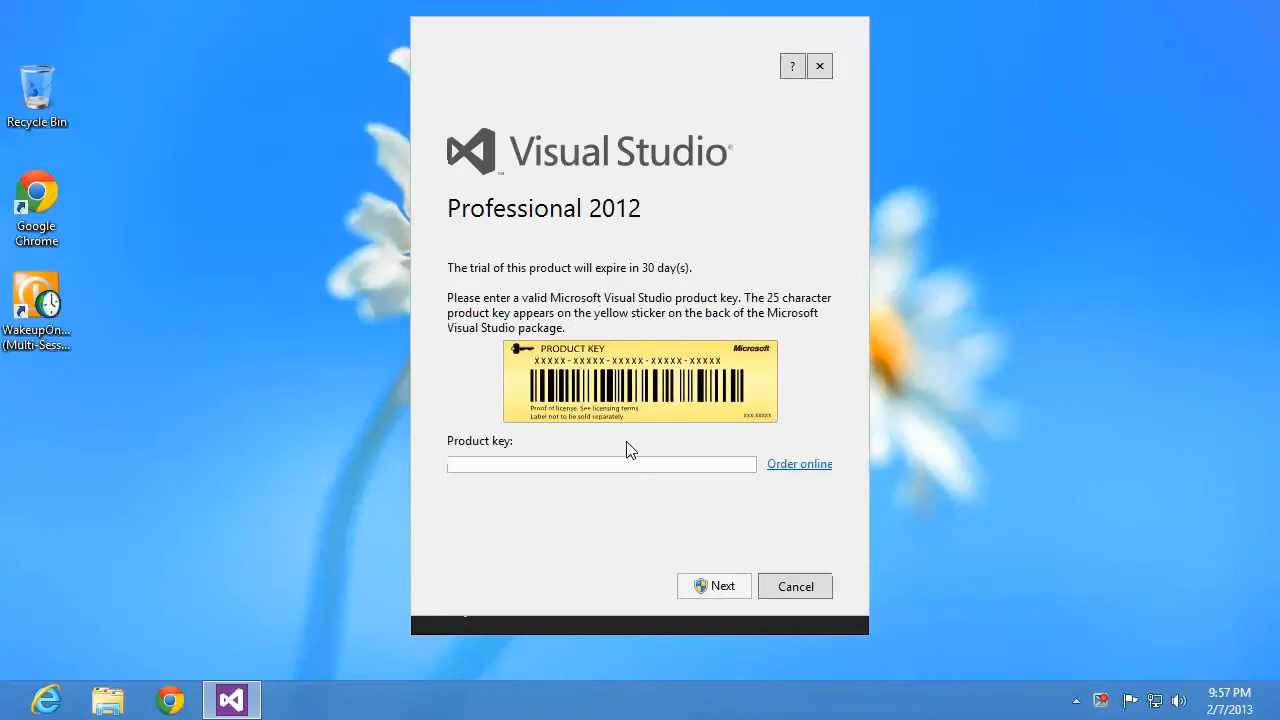 ?
Visual Studio®
™
Professional 2012
The trial of this product will expire in 30 day(s).
Please enter a valid Microsoft Visual Studio product key. The 25 character
product key appears on the yellow sticker on the back of the Microsoft
Visual Studio package.
PRODUCT KEY
Microsoft
XXXXX - XXXXX - XXXXX - XXXXX - XXXXX
Proof of license. See licensing terms.
Label not to be sold separately.
XXX-XXXXX
Product key:
Order online
Next
Cancel
Recycle Bin
Google
Chrome
WakeupOn...
(Multi-Sess...
9:57 PM
2/7/2013